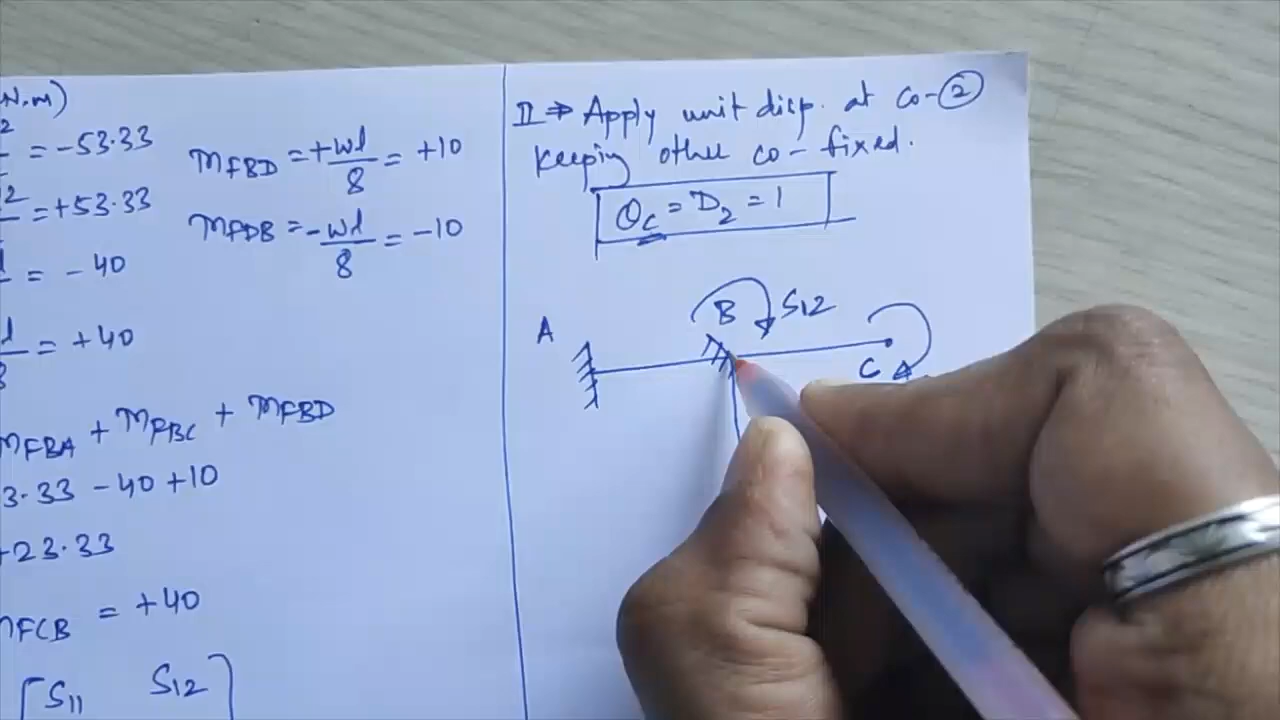 N.m)
= -53.33
= +53.33
= - 40
= +40
MFBA + MFBC + MFBD
3.33 - 40 + 10
+23.33
MFCB = +40
[S11 S12]
MFBD = +wl/8 = +10
MFDB = -wl/8 = -10
II ⇒ Apply unit disp. at co-②
Keeping other co-fixed.
θc = D2 = 1
A
B
S12
C